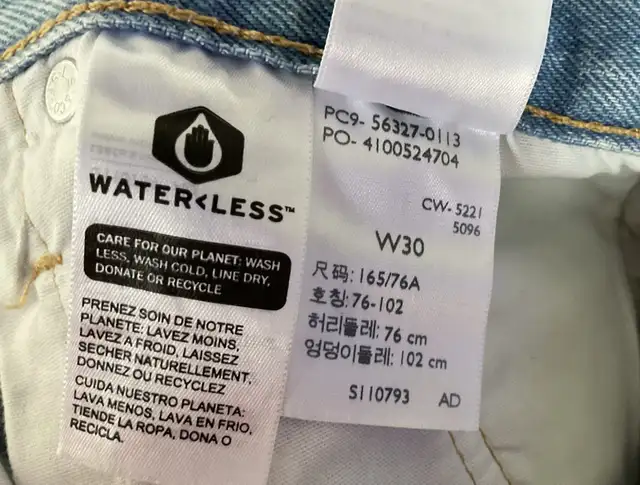 WATER<LESS™
CARE FOR OUR PLANET: WASH
LESS, WASH COLD, LINE DRY,
DONATE OR RECYCLE
PRENEZ SOIN DE NOTRE
PLANÈTE: LAVEZ MOINS,
LAVEZ A FROID, LAISSEZ
SECHER NATURELLEMENT,
DONNEZ OU RECYCLEZ
CUIDA NUESTRO PLANETA:
LAVA MENOS, LAVA EN FRIO,
TIENDE LA ROPA, DONA O
RECICLA.
PC9- 56327-0113
PO- 4100524704
CW- 5221
5096
W30
尺码: 165/76A
호칭: 76-102
허리둘레: 76 cm
엉덩이둘레: 102 cm
S110793 AD